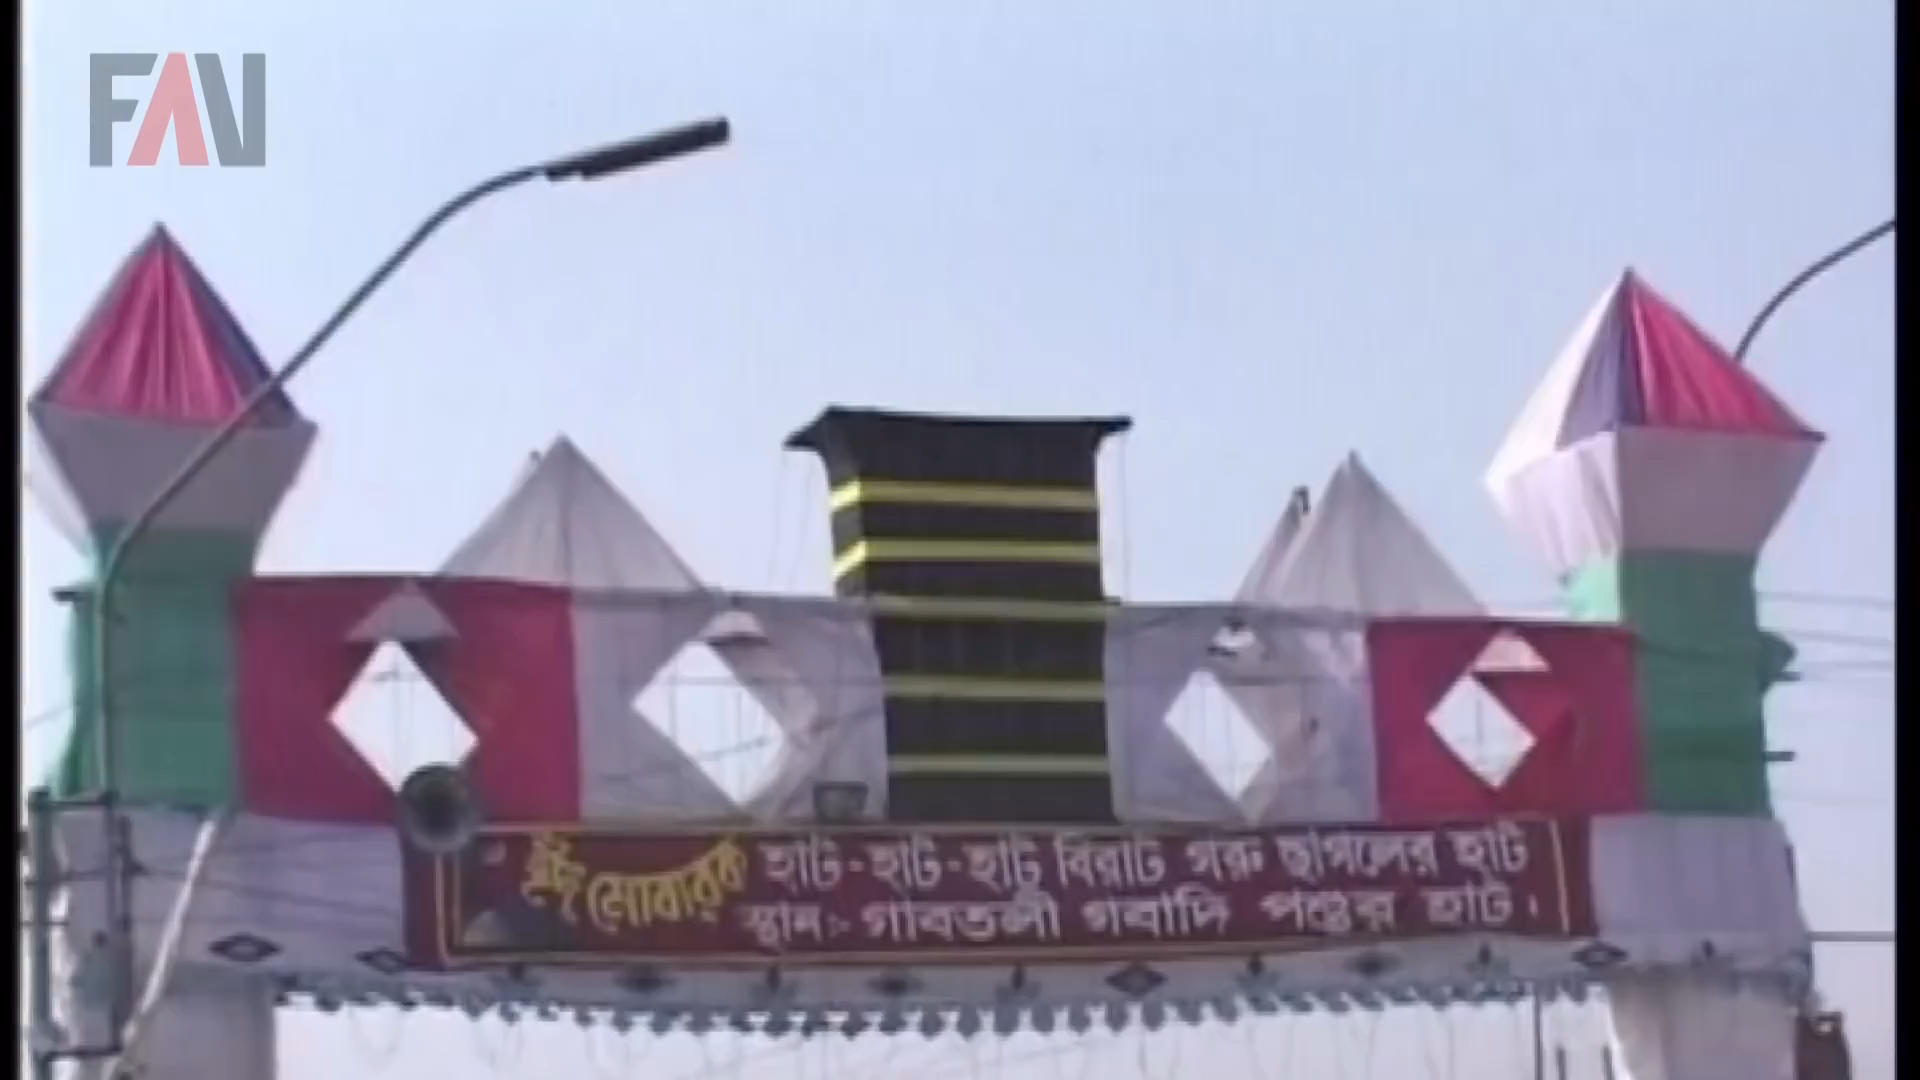 FAN
ঈদ মোবারক
হাট-হাট-হাট বিরাট গরু ছাগলের হাট
স্থান:- গাবতলী গবাদি পশুর হাট।